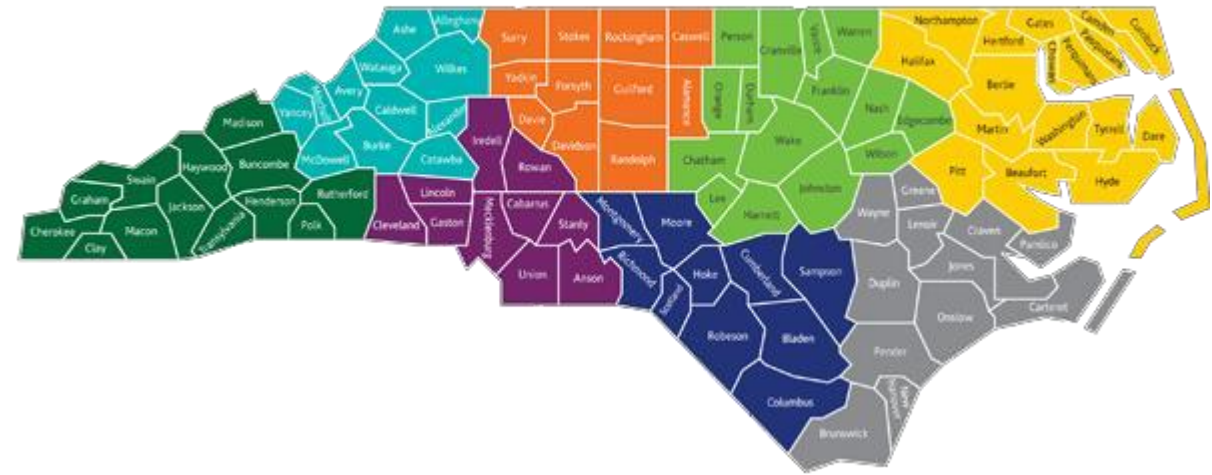 Cherokee
Graham
Clay
Swain
Macon
Jackson
Haywood
Transylvania
Madison
Buncombe
Henderson
Polk
Rutherford
Yancey
Mitchell
Avery
McDowell
Watauga
Ashe
Alleghany
Wilkes
Caldwell
Burke
Alexander
Catawba
Cleveland
Lincoln
Gaston
Iredell
Rowan
Mecklenburg
Cabarrus
Stanly
Union
Anson
Surry
Stokes
Rockingham
Caswell
Yadkin
Forsyth
Guilford
Alamance
Davie
Davidson
Randolph
Person
Granville
Vance
Warren
Orange
Durham
Franklin
Nash
Edgecombe
Wake
Wilson
Chatham
Lee
Harnett
Johnston
Northampton
Gates
Camden
Currituck
Pasquotank
Perquimans
Chowan
Hertford
Halifax
Bertie
Martin
Washington
Tyrrell
Dare
Pitt
Beaufort
Hyde
Montgomery
Moore
Richmond
Scotland
Hoke
Cumberland
Sampson
Robeson
Bladen
Columbus
Wayne
Greene
Lenoir
Craven
Pamlico
Jones
Carteret
Duplin
Onslow
Pender
New
Hanover
Brunswick